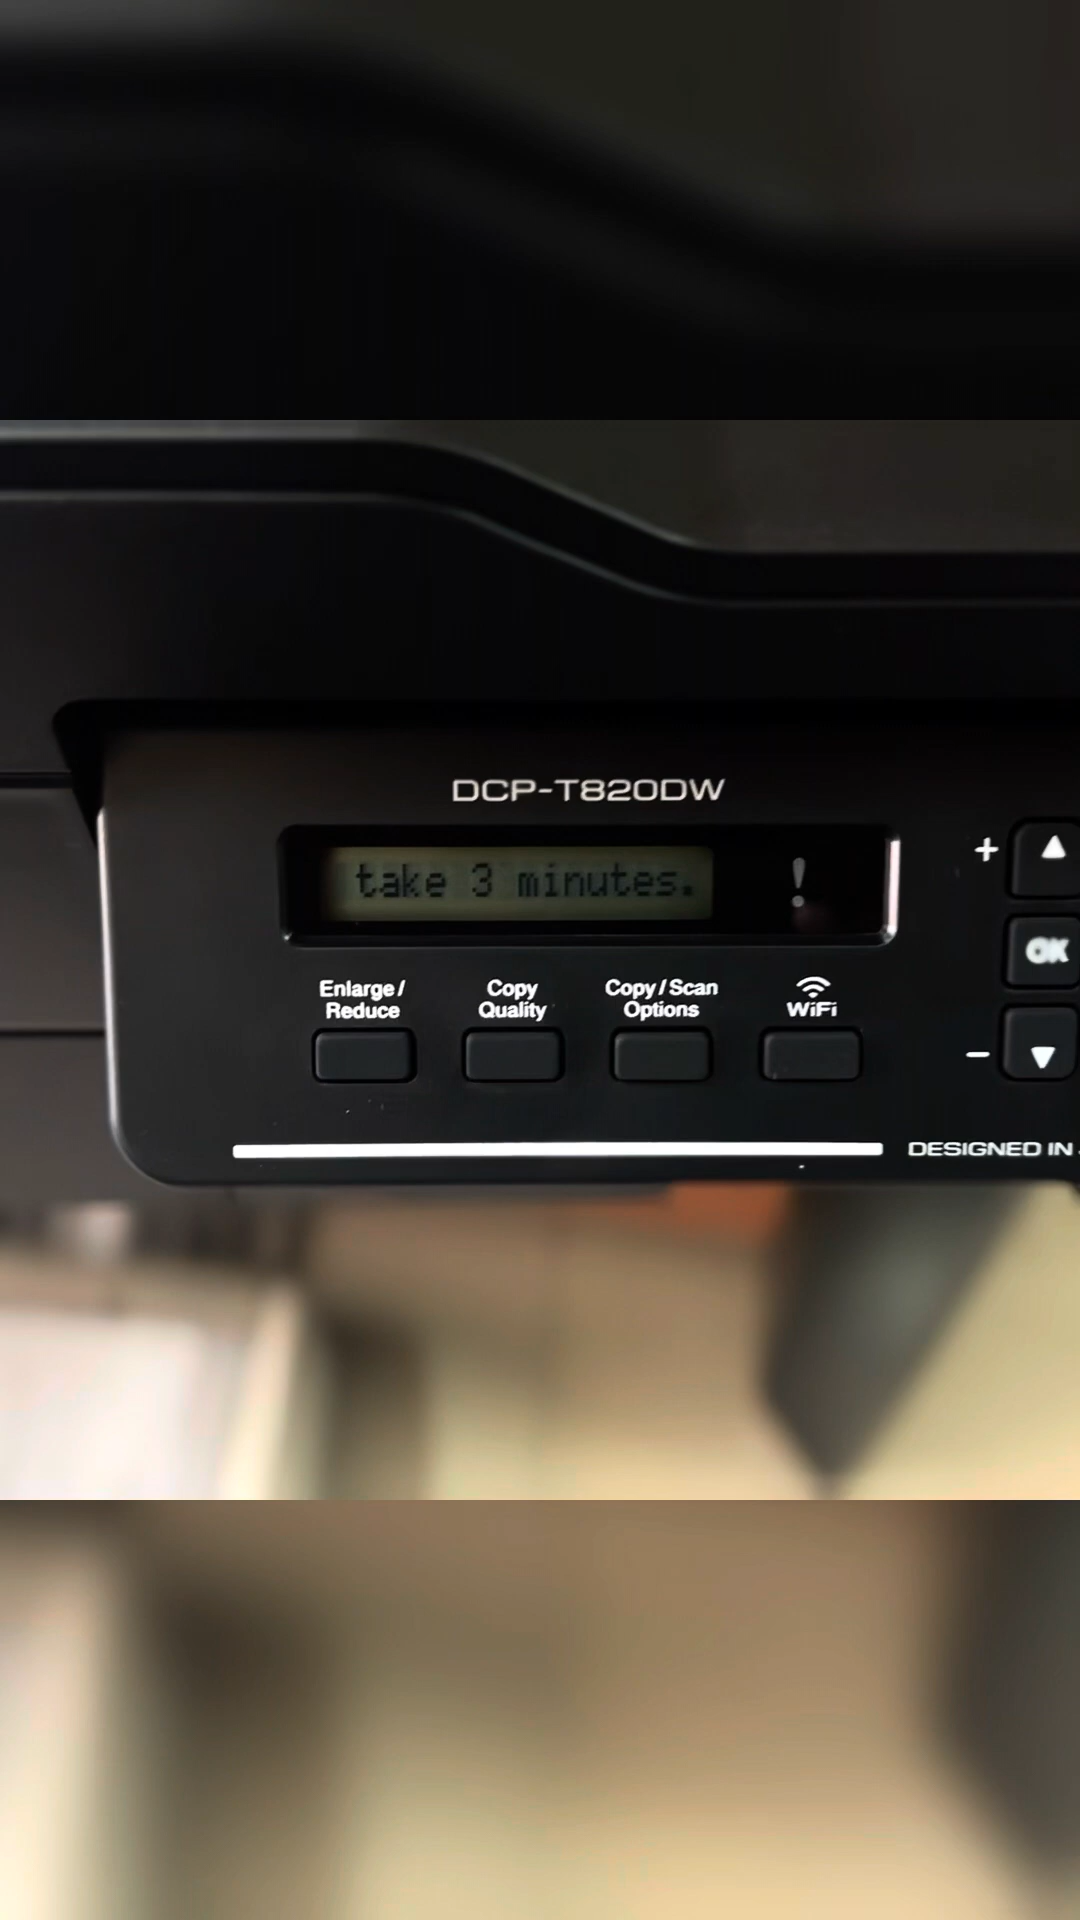 DCP-T820DW
take 3 minutes.
!
+
OK
Enlarge/ Copy Copy/Scan
Reduce Quality Options WiFi
−
DESIGNED IN